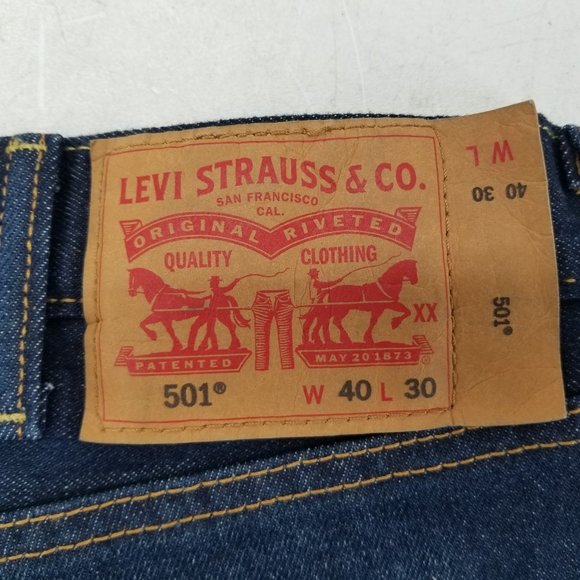 LEVI STRAUSS & CO.
SAN FRANCISCO
CAL.
ORIGINAL RIVETED
QUALITY CLOTHING
XX
PATENTED MAY 20 1873 ®
501® W 40 L 30
W L
40 30
501®